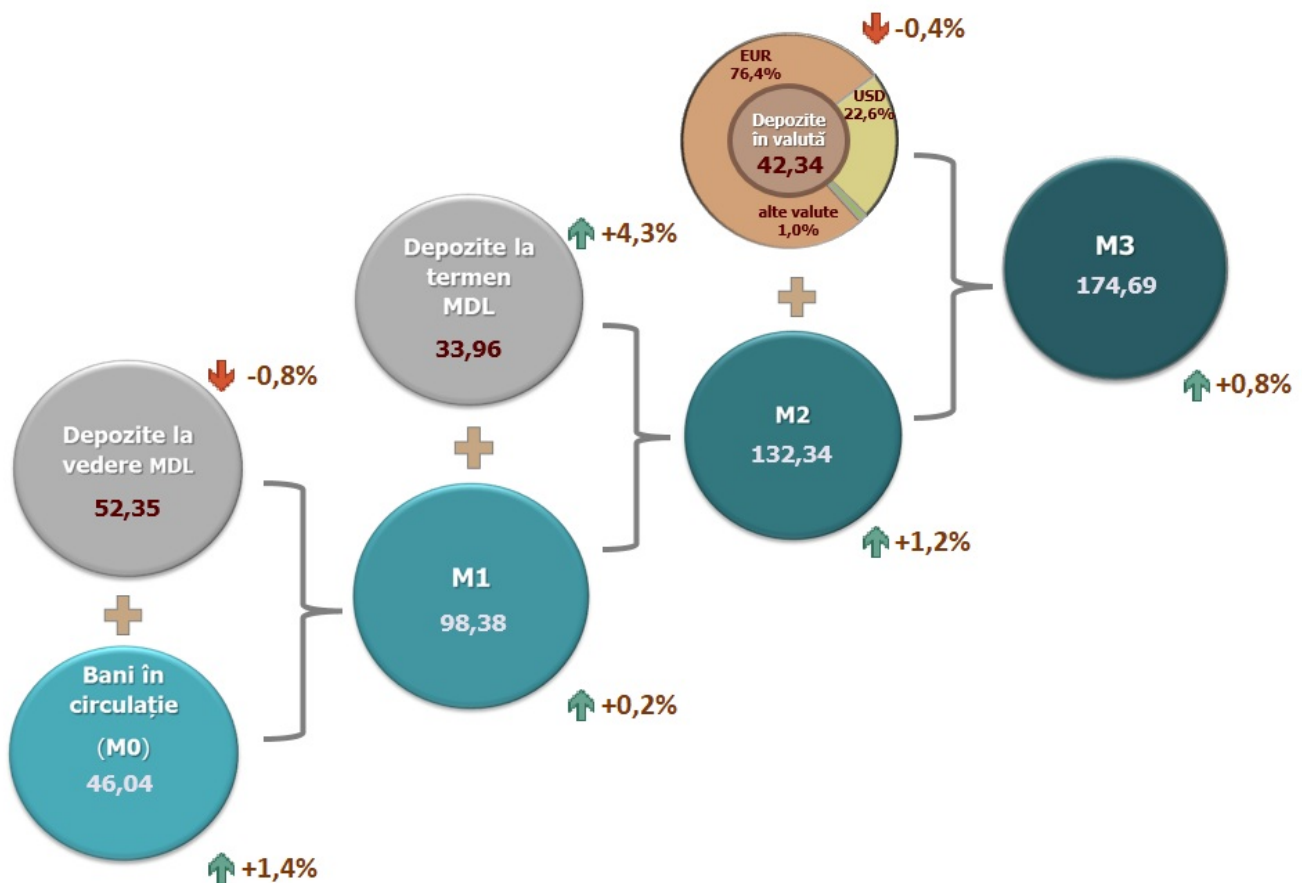 -0,4%
EUR
76,4%
USD
22,6%
Depozite
în valută
42,34
alte valute
1,0%
Depozite la
termen
MDL
33,96
+4,3%
M3
174,69
+0,8%
-0,8%
Depozite la
vedere MDL
52,35
M2
132,34
+1,2%
M1
98,38
+0,2%
Bani în
circulație
(M0)
46,04
+1,4%